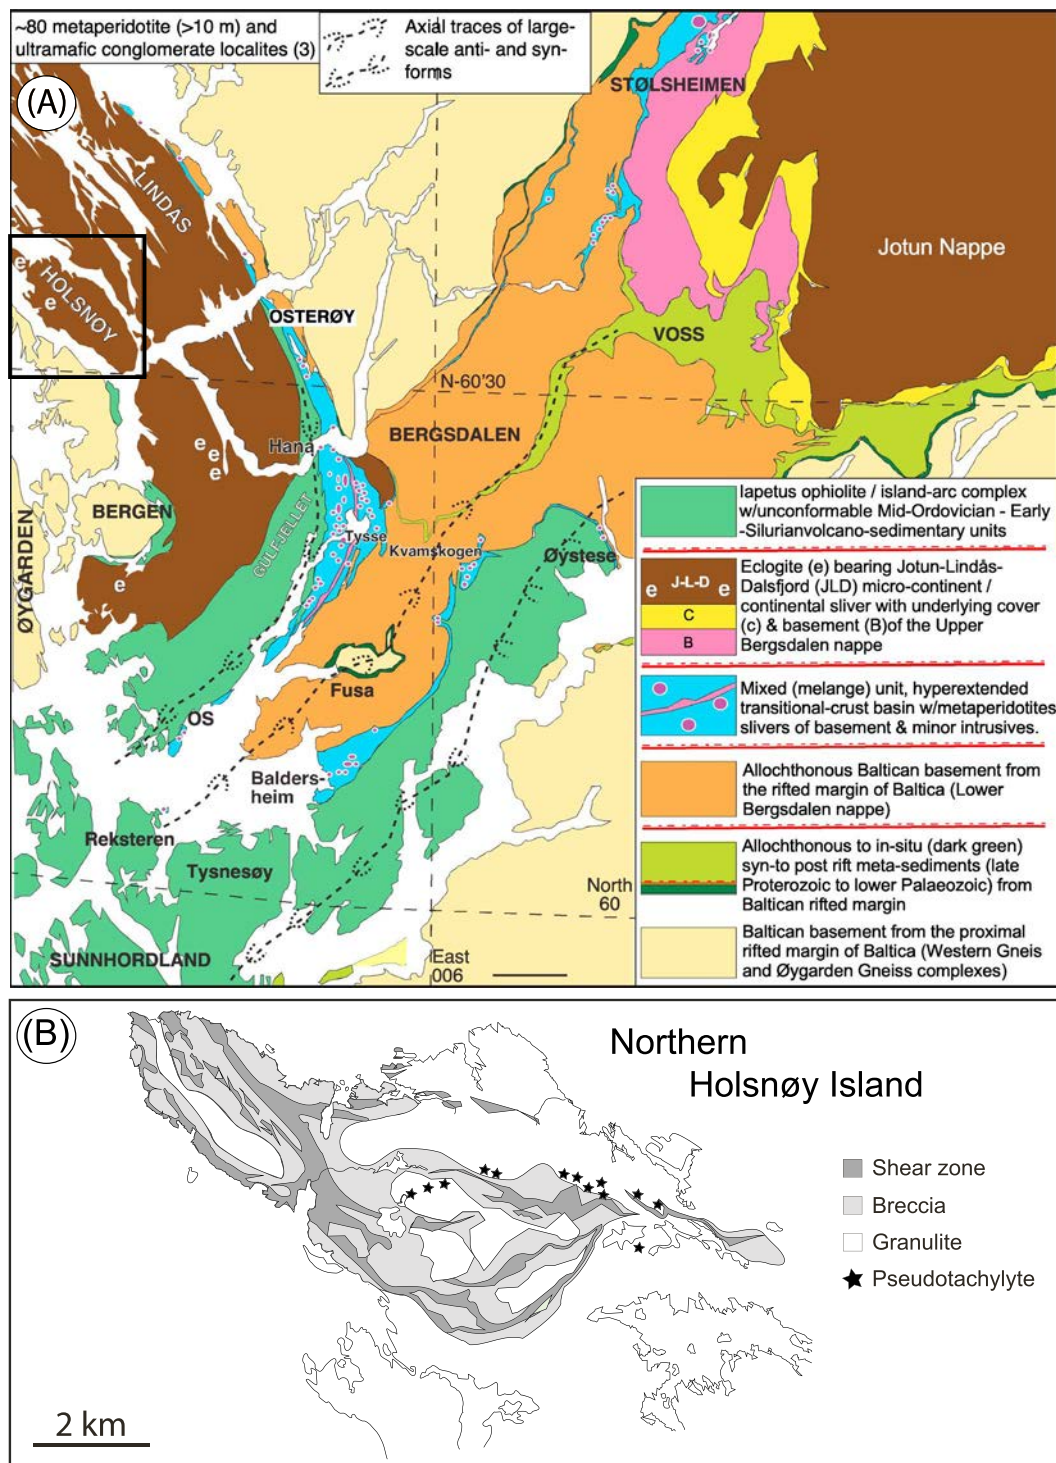 ~80 metaperidotite (>10 m) and
ultramafic conglomerate localites (3)
Axial traces of large-
scale anti- and syn-
forms
(A)
STØLSHEIMEN
LINDÅS
Jotun Nappe
e
HOLSNØY
e
OSTERØY
VOSS
N-60'30
BERGSDALEN
Hana
e
e
e
BERGEN
GULFJELLET
Tysse
Kvamskogen
Øystese
ØYGARDEN
e
Fusa
OS
Balders-
heim
Reksteren
Tysnesøy
North
60
SUNNHORDLAND
East
006
Iapetus ophiolite / island-arc complex
w/unconformable Mid-Ordovician - Early
-Silurianvolcano-sedimentary units
e J-L-D e
C
B
Eclogite (e) bearing Jotun-Lindås-
Dalsfjord (JLD) micro-continent /
continental sliver with underlying cover
(c) & basement (B)of the Upper
Bergsdalen nappe
Mixed (melange) unit, hyperextended
transitional-crust basin w/metaperidotites
slivers of basement & minor intrusives.
Allochthonous Baltican basement from
the rifted margin of Baltica (Lower
Bergsdalen nappe)
Allochthonous to in-situ (dark green)
syn-to post rift meta-sediments (late
Proterozoic to lower Palaeozoic) from
Baltican rifted margin
Baltican basement from the proximal
rifted margin of Baltica (Western Gneis
and Øygarden Gneiss complexes)
(B)
Northern
Holsnøy Island
Shear zone
Breccia
Granulite
Pseudotachylyte
2 km